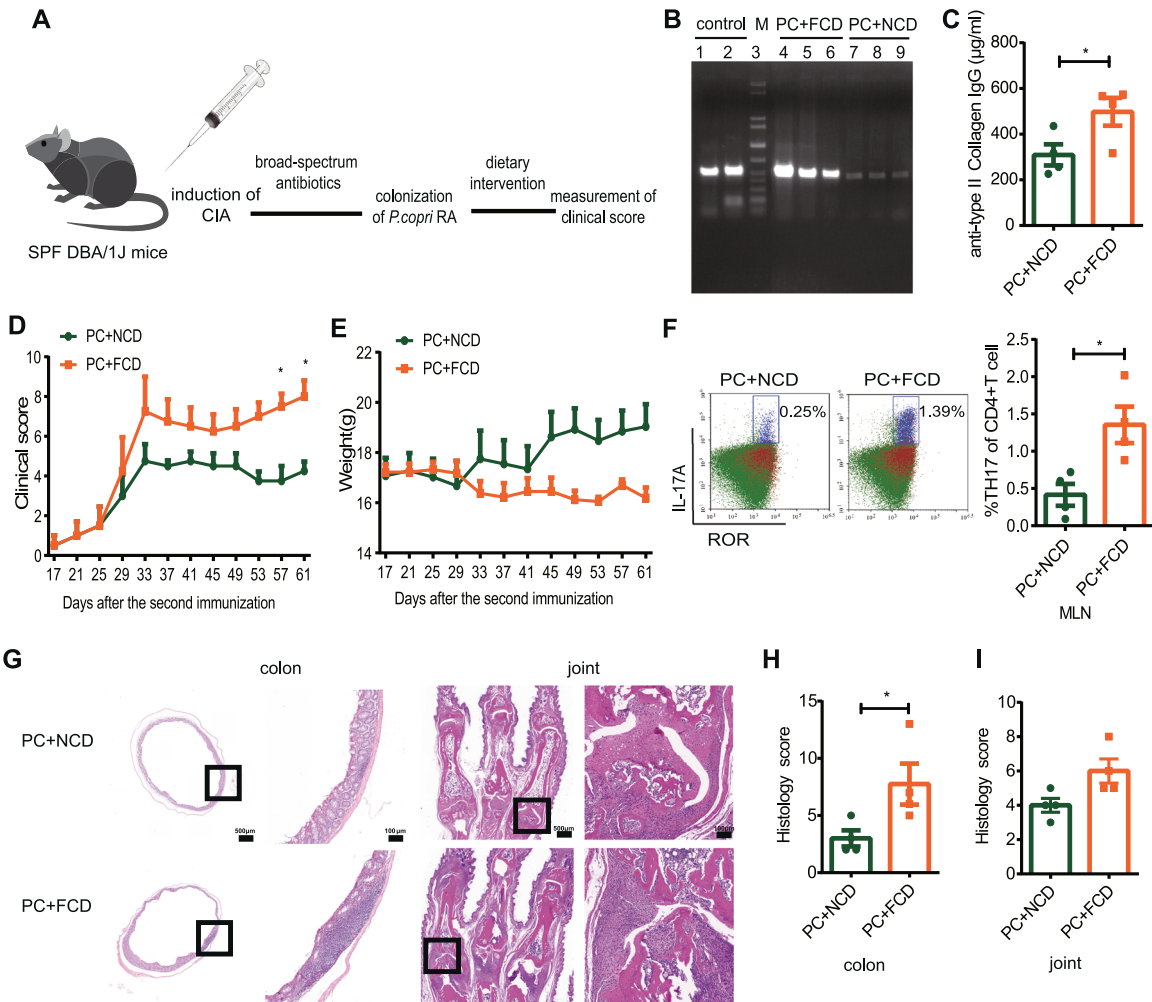 A
induction of
CIA
broad-spectrum
antibiotics
colonization
of P.copri RA
dietary
intervention
measurement of
clinical score
SPF DBA/1J mice
B
control M PC+FCD PC+NCD
1 2 3 4 5 6 7 8 9
C
anti-type II Collagen IgG (µg/ml)
800
600
400
200
0
*
PC+NCD
PC+FCD
D
PC+NCD
PC+FCD
Clinical score
10
8
6
4
2
0
* *
17 21 25 29 33 37 41 45 49 53 57 61
Days after the second immunization
E
PC+NCD
PC+FCD
Weight(g)
22
20
18
16
14
17 21 25 29 33 37 41 45 49 53 57 61
Days after the second immunization
F
PC+NCD
PC+FCD
0.25%
1.39%
IL-17A
ROR
%TH17 of CD4+T cell
2.5
2.0
1.5
1.0
0.5
0.0
*
PC+NCD
PC+FCD
MLN
G
colon
joint
PC+NCD
500µm
100 µm
500µm
100µm
PC+FCD
H
Histology score
15
10
5
0
*
PC+NCD
PC+FCD
colon
I
Histology score
8
6
4
2
0
PC+NCD
PC+FCD
joint